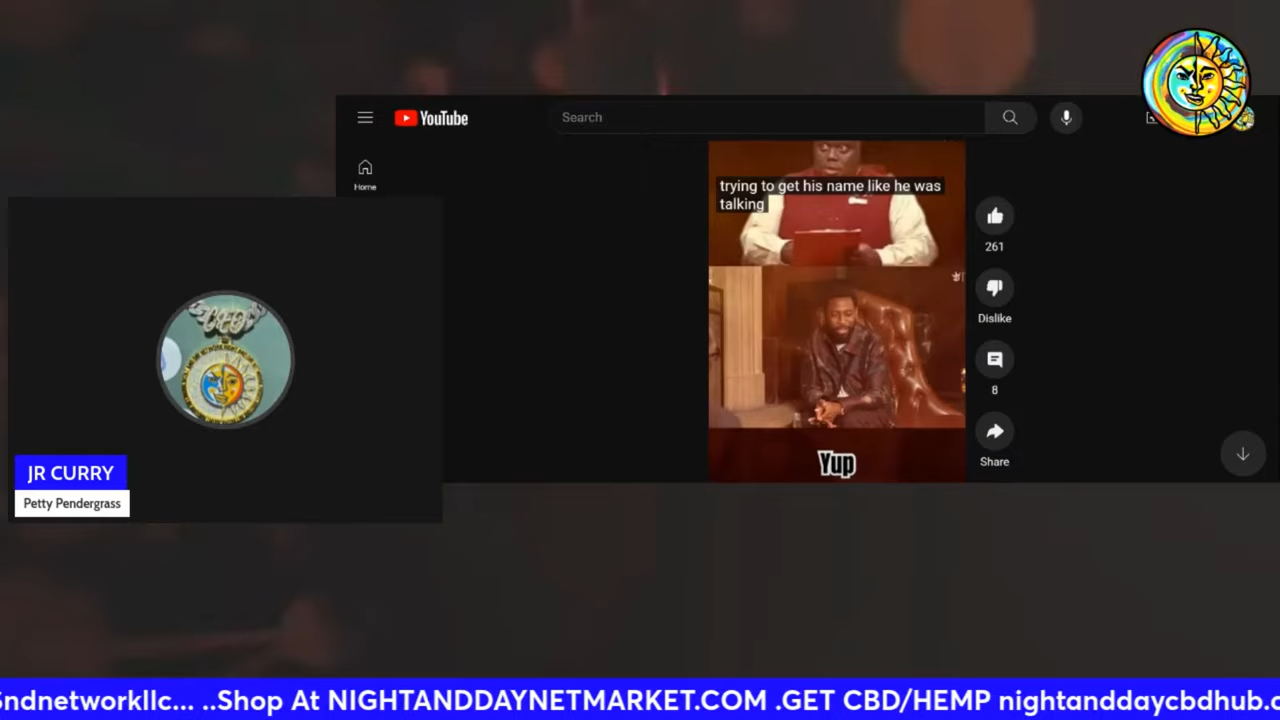 YouTube
Search
Home
trying to get his name like he was
talking
261
Dislike
8
Share
Yup
CEO
JR CURRY
Petty Pendergrass
$ndnetworkllc... ..Shop At NIGHTANDDAYNETMARKET.COM .GET CBD/HEMP nightanddaycbdhub.c